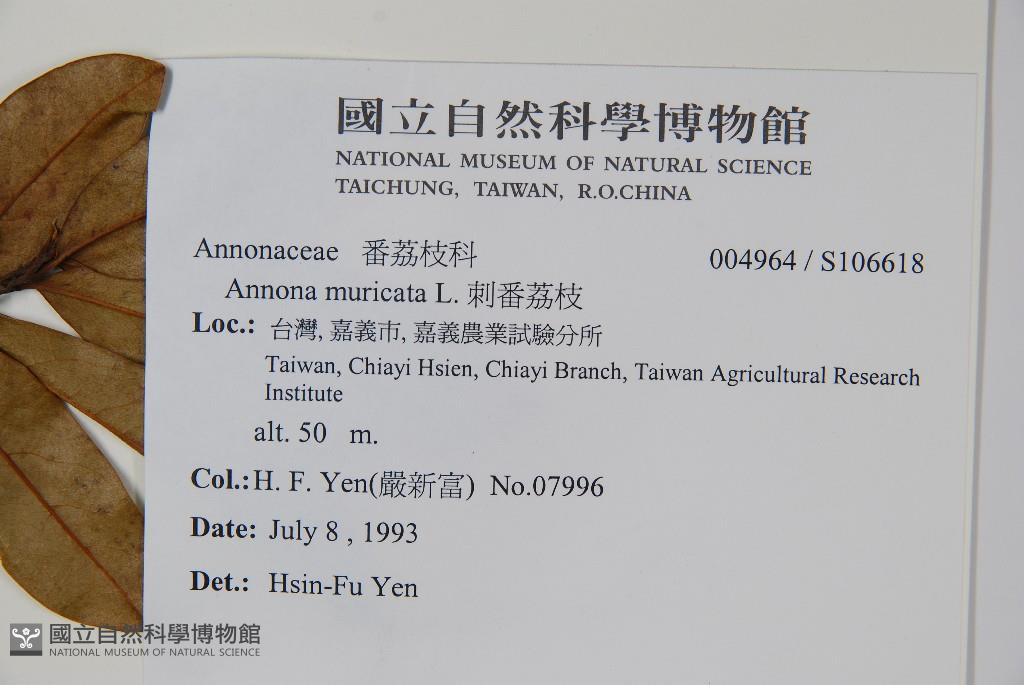 國立自然科學博物館
NATIONAL MUSEUM OF NATURAL SCIENCE
TAICHUNG, TAIWAN, R.O.CHINA
Annonaceae 番荔枝科 004964 / S106618
Annona muricata L. 刺番荔枝
Loc.: 台灣, 嘉義市, 嘉義農業試驗分所
Taiwan, Chiayi Hsien, Chiayi Branch, Taiwan Agricultural Research
Institute
alt. 50 m.
Col.: H. F. Yen(嚴新富) No.07996
Date: July 8 , 1993
Det.: Hsin-Fu Yen
國立自然科學博物館
NATIONAL MUSEUM OF NATURAL SCIENCE